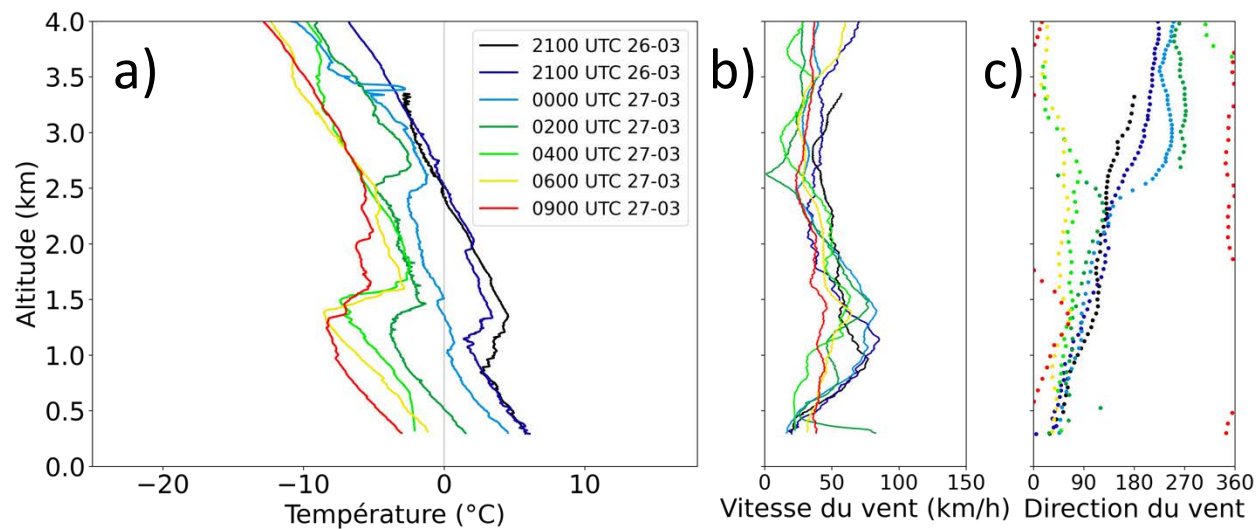 a)
b)
c)
2100 UTC 26-03
2100 UTC 26-03
0000 UTC 27-03
0200 UTC 27-03
0400 UTC 27-03
0600 UTC 27-03
0900 UTC 27-03
Altitude (km)
4.0
3.5
3.0
2.5
2.0
1.5
1.0
0.5
0.0
−20 −10 0 10
0 50 100 150
0 90 180 270 360
Température (°C)
Vitesse du vent (km/h)
Direction du vent